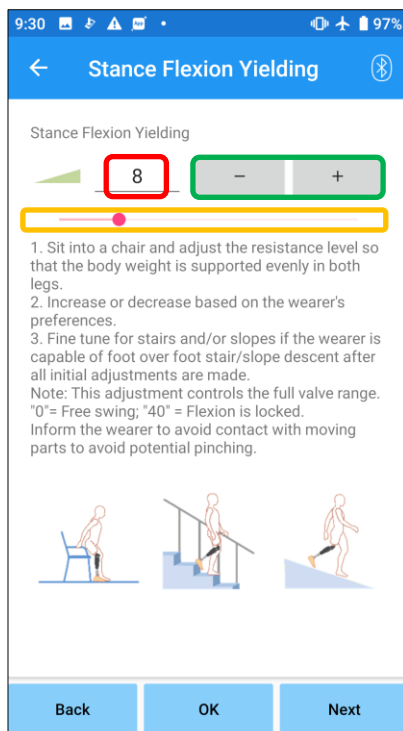 9:30 97%
Stance Flexion Yielding
Stance Flexion Yielding
8 − +
1. Sit into a chair and adjust the resistance level so
that the body weight is supported evenly in both
legs.
2. Increase or decrease based on the wearer's
preferences.
3. Fine tune for stairs and/or slopes if the wearer is
capable of foot over foot stair/slope descent after
all initial adjustments are made.
Note: This adjustment controls the full valve range.
"0"= Free swing; "40" = Flexion is locked.
Inform the wearer to avoid contact with moving
parts to avoid potential pinching.
Back OK Next